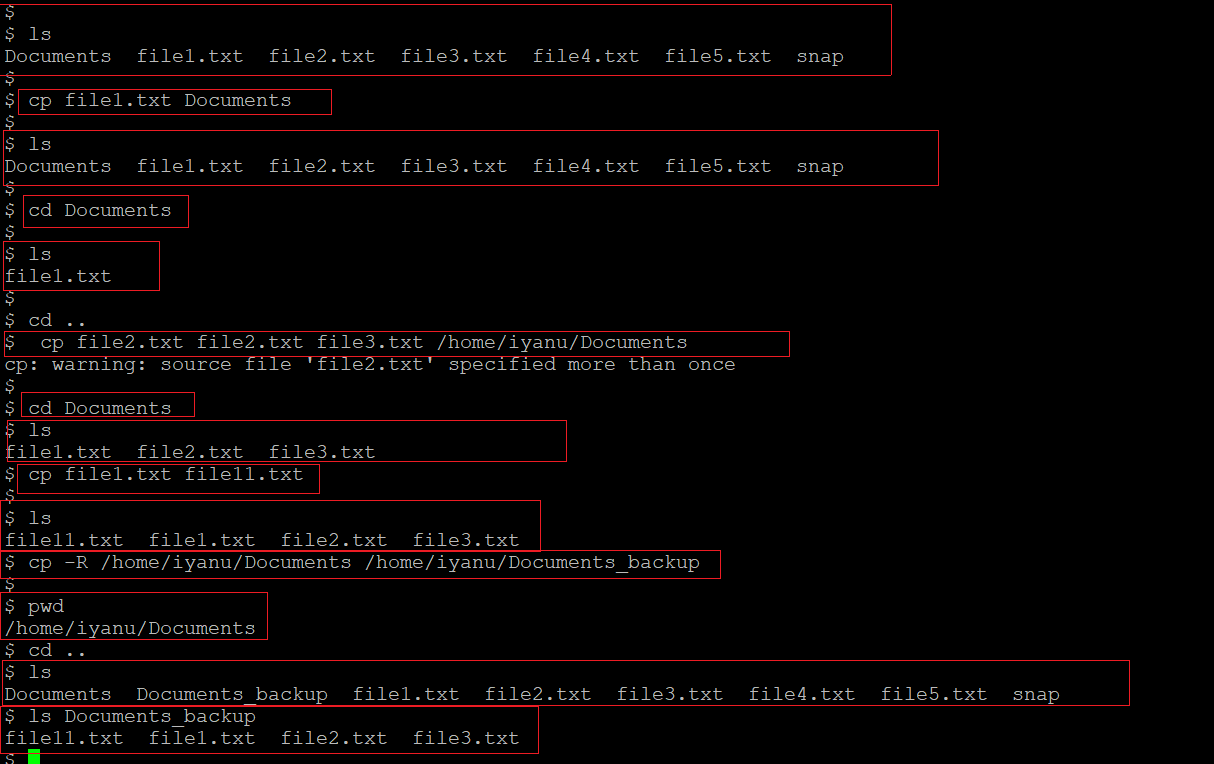 $
$ ls
Documents  file1.txt  file2.txt  file3.txt  file4.txt  file5.txt  snap
$
$ cp file1.txt Documents
$
$ ls
Documents  file1.txt  file2.txt  file3.txt  file4.txt  file5.txt  snap
$
$ cd Documents
$
$ ls
file1.txt
$
$ cd ..
$  cp file2.txt file2.txt file3.txt /home/iyanu/Documents
cp: warning: source file 'file2.txt' specified more than once
$
$ cd Documents
$ ls
file1.txt  file2.txt  file3.txt
$ cp file1.txt file11.txt
$
$ ls
file11.txt  file1.txt  file2.txt  file3.txt
$ cp -R /home/iyanu/Documents /home/iyanu/Documents_backup
$
$ pwd
/home/iyanu/Documents
$ cd ..
$ ls
Documents  Documents_backup  file1.txt  file2.txt  file3.txt  file4.txt  file5.txt  snap
$ ls Documents_backup
file11.txt  file1.txt  file2.txt  file3.txt
$